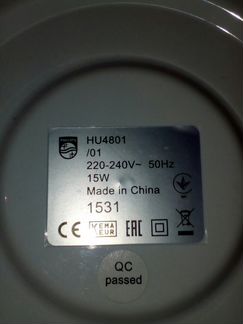 PHILIPS
HU4801
/01
220-240V~ 50Hz
15W
Made in China
1531
CE KEMA EUR EAC
QC
passed